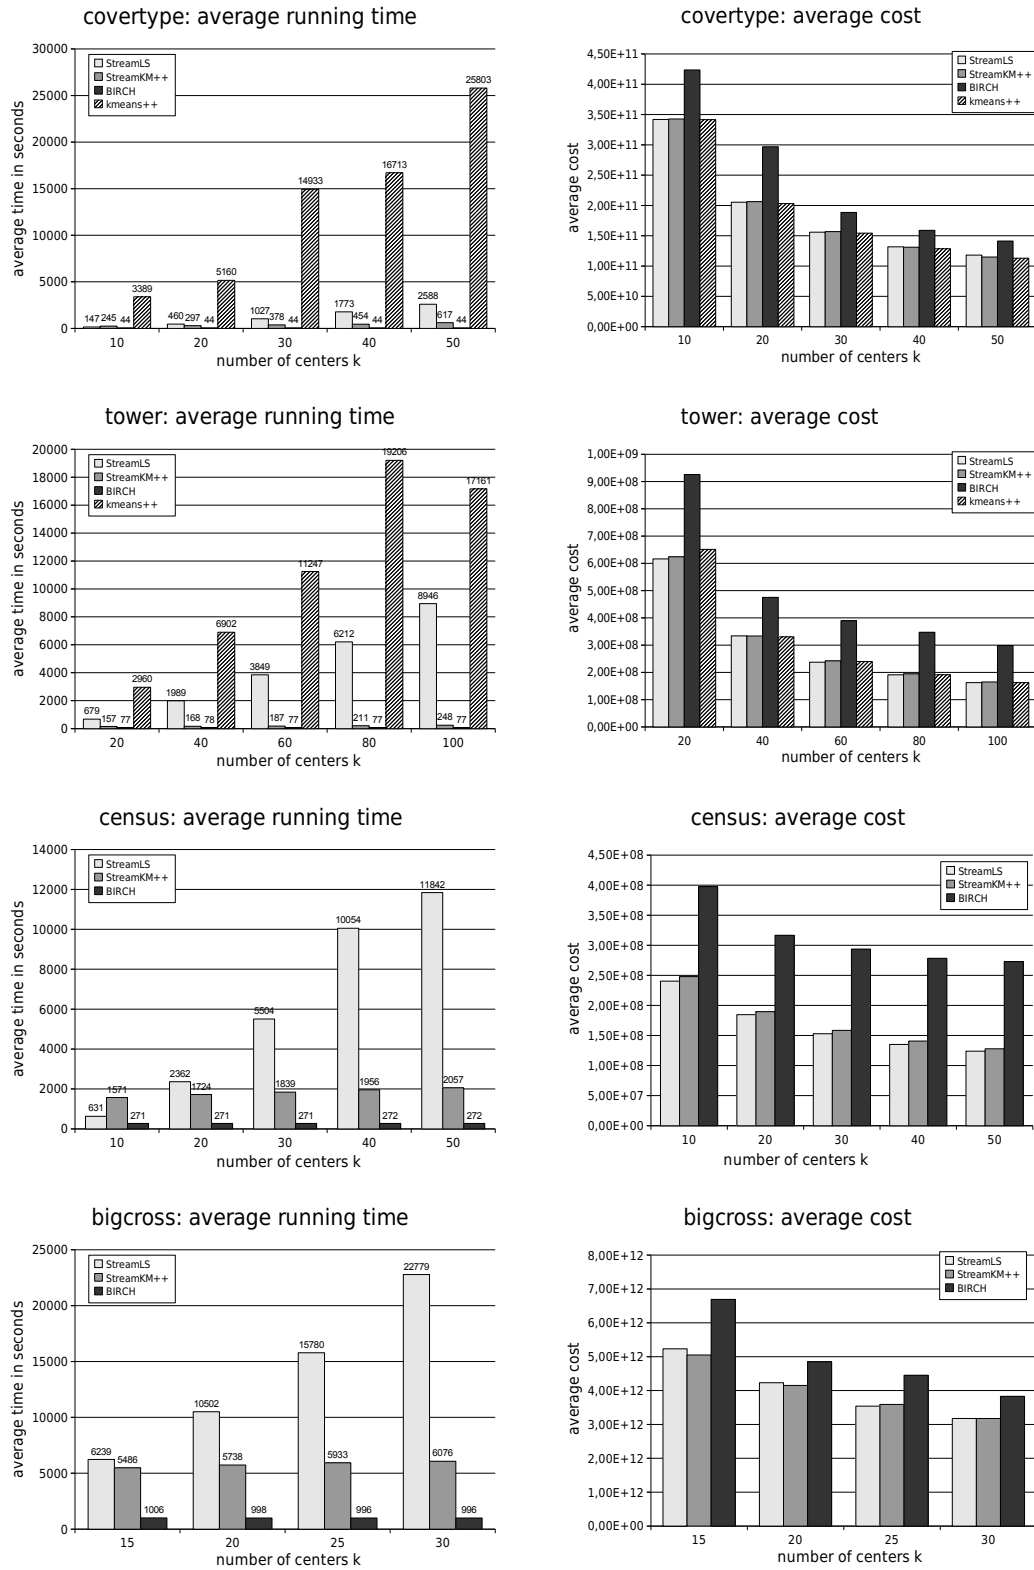 covertype: average running time
average time in seconds
30000
25000
20000
15000
10000
5000
0
StreamLS
StreamKM++
BIRCH
kmeans++
147 245 44 3389
460 297 44 5160
1027 378 44 14933
1773 454 44 16713
2588 617 44 25803
10 20 30 40 50
number of centers k
covertype: average cost
average cost
4,50E+11
4,00E+11
3,50E+11
3,00E+11
2,50E+11
2,00E+11
1,50E+11
1,00E+11
5,00E+10
0,00E+00
StreamLS
StreamKM++
BIRCH
kmeans++
10 20 30 40 50
number of centers k
tower: average running time
average time in seconds
20000
18000
16000
14000
12000
10000
8000
6000
4000
2000
0
StreamLS
StreamKM++
BIRCH
kmeans++
679 157 77 2960
1989 168 78 6902
3849 187 77 11247
6212 211 77 19206
8946 248 77 17161
20 40 60 80 100
number of centers k
tower: average cost
average cost
1,00E+09
9,00E+08
8,00E+08
7,00E+08
6,00E+08
5,00E+08
4,00E+08
3,00E+08
2,00E+08
1,00E+08
0,00E+00
StreamLS
StreamKM++
BIRCH
kmeans++
20 40 60 80 100
number of centers k
census: average running time
average time in seconds
14000
12000
10000
8000
6000
4000
2000
0
StreamLS
StreamKM++
BIRCH
631 1571 271
2362 1724 271
5504 1839 271
10054 1956 272
11842 2057 272
10 20 30 40 50
number of centers k
census: average cost
average cost
4,50E+08
4,00E+08
3,50E+08
3,00E+08
2,50E+08
2,00E+08
1,50E+08
1,00E+08
5,00E+07
0,00E+00
StreamLS
StreamKM++
BIRCH
10 20 30 40 50
number of centers k
bigcross: average running time
average time in seconds
25000
20000
15000
10000
5000
0
StreamLS
StreamKM++
BIRCH
6239 5486 1006
10502 5738 998
15780 5933 996
22779 6076 996
15 20 25 30
number of centers k
bigcross: average cost
average cost
8,00E+12
7,00E+12
6,00E+12
5,00E+12
4,00E+12
3,00E+12
2,00E+12
1,00E+12
0,00E+00
StreamLS
StreamKM++
BIRCH
15 20 25 30
number of centers k